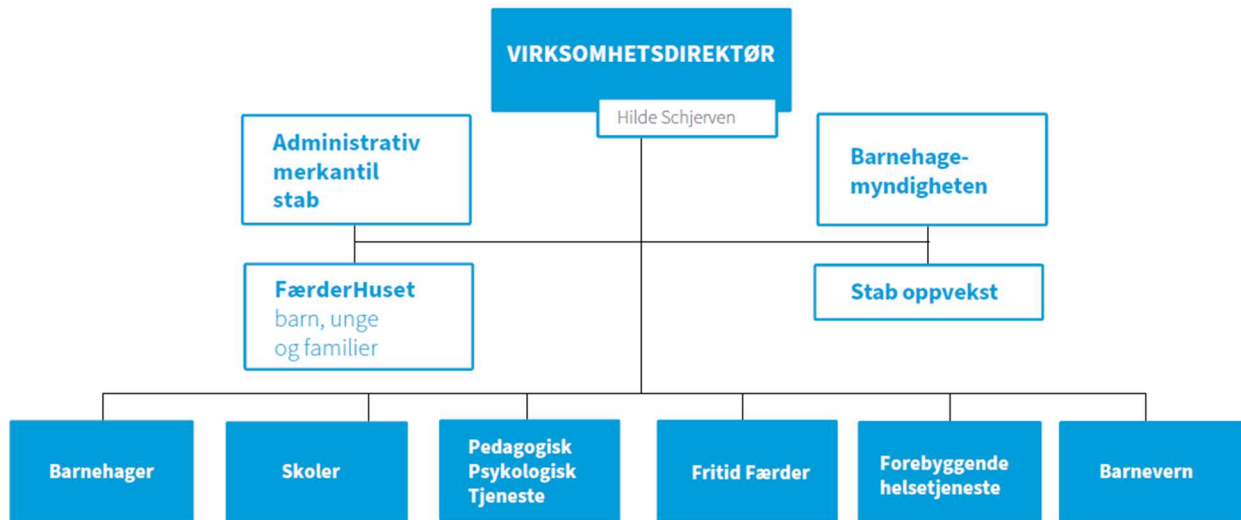 VIRKSOMHETSDIREKTØR
Hilde Schjerven
Administrativ
merkantil
stab
Barnehage-
myndigheten
FærderHuset
barn, unge
og familier
Stab oppvekst
Barnehager
Skoler
Pedagogisk
Psykologisk
Tjeneste
Fritid Færder
Forebyggende
helsetjeneste
Barnevern